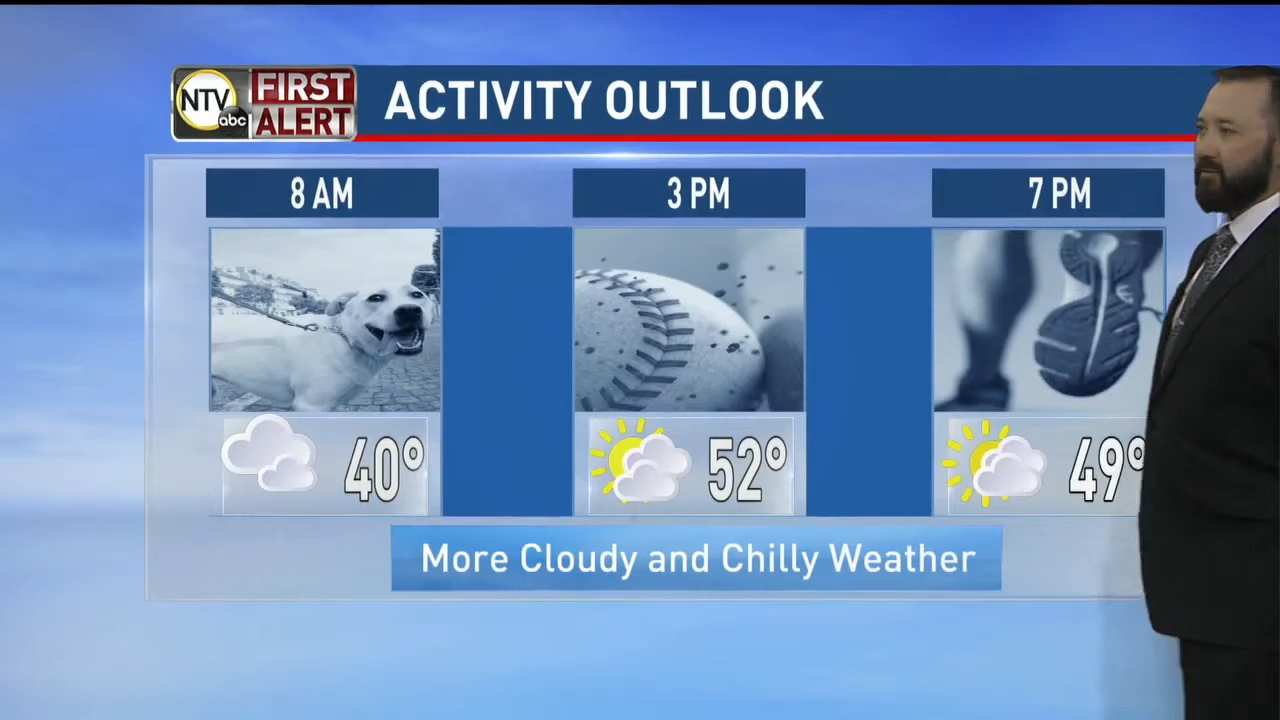 NTV
abc
FIRST
ALERT
ACTIVITY OUTLOOK
8 AM
3 PM
7 PM
40°
52°
49°
More Cloudy and Chilly Weather